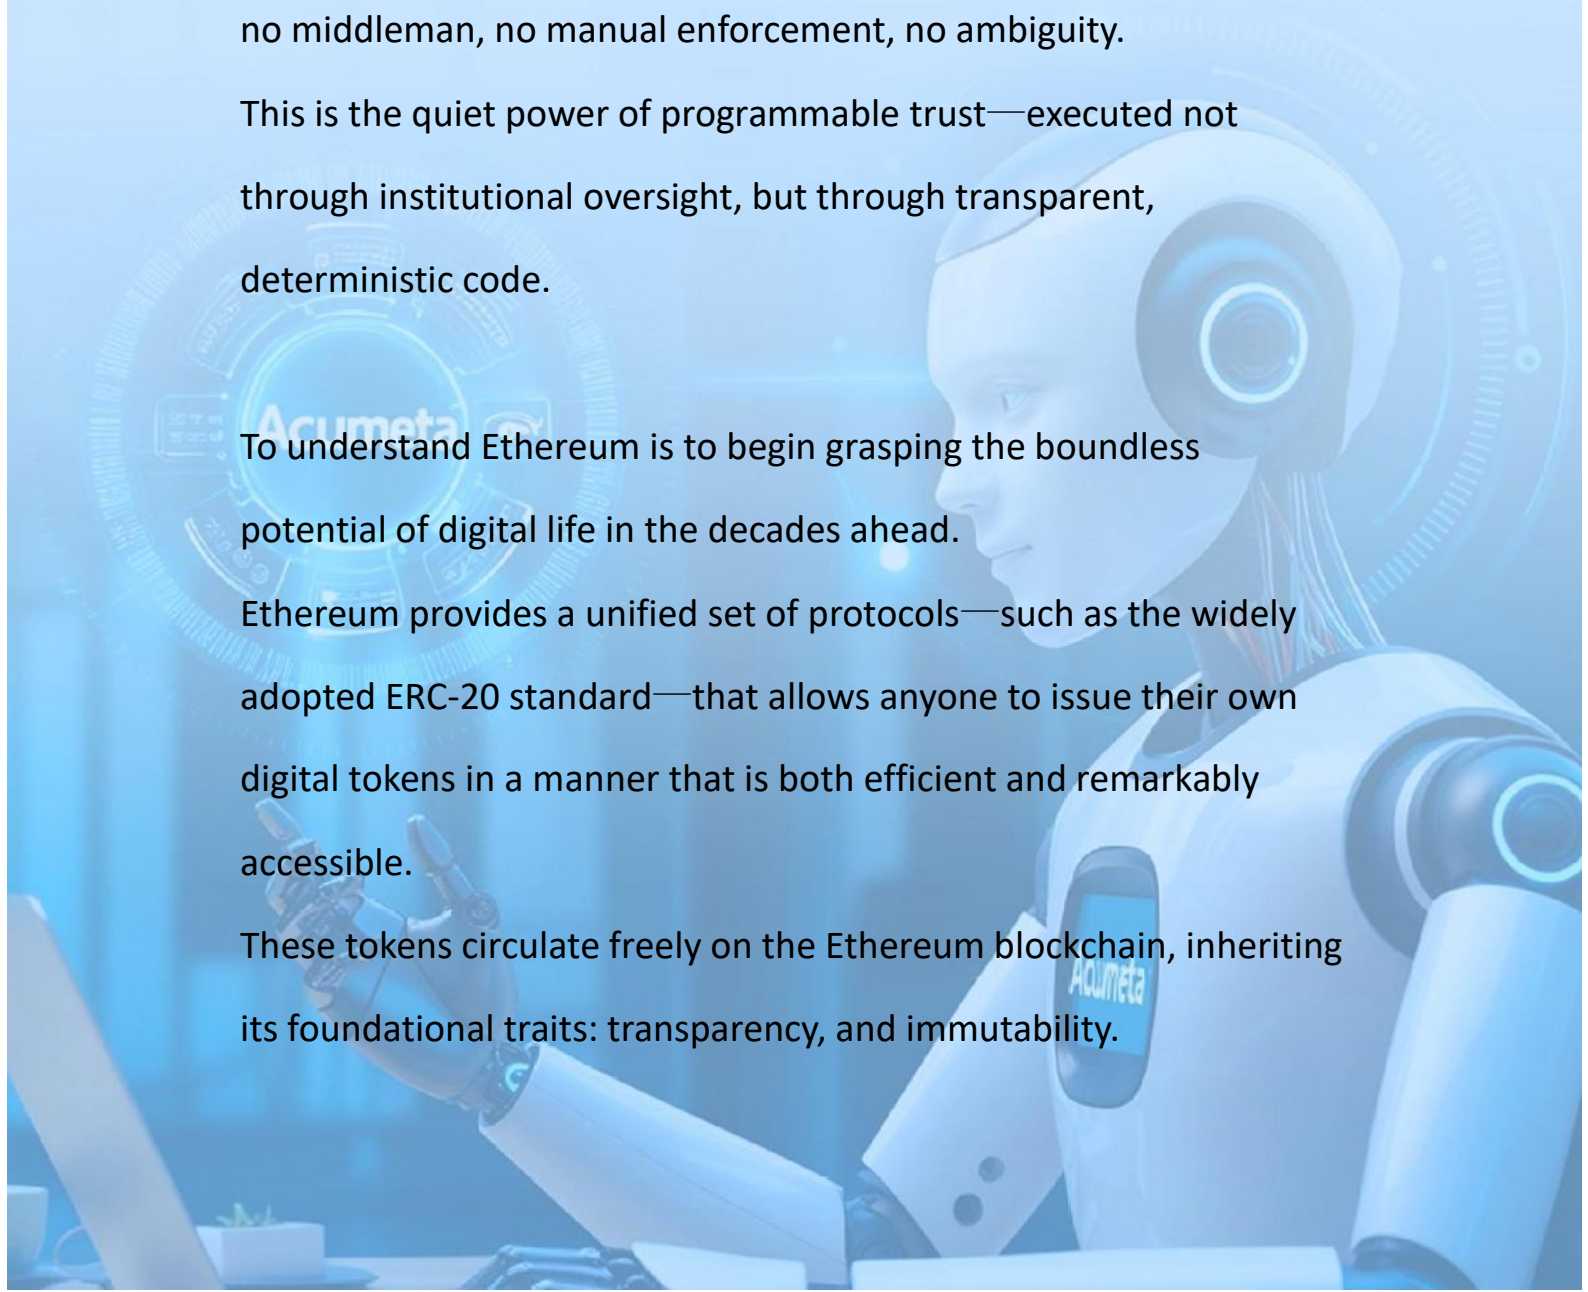 no middleman, no manual enforcement, no ambiguity.
This is the quiet power of programmable trust—executed not
through institutional oversight, but through transparent,
deterministic code.
Acumeta
To understand Ethereum is to begin grasping the boundless
potential of digital life in the decades ahead.
Ethereum provides a unified set of protocols—such as the widely
adopted ERC-20 standard—that allows anyone to issue their own
digital tokens in a manner that is both efficient and remarkably
accessible.
These tokens circulate freely on the Ethereum blockchain, inheriting
Acumeta
its foundational traits: transparency, and immutability.